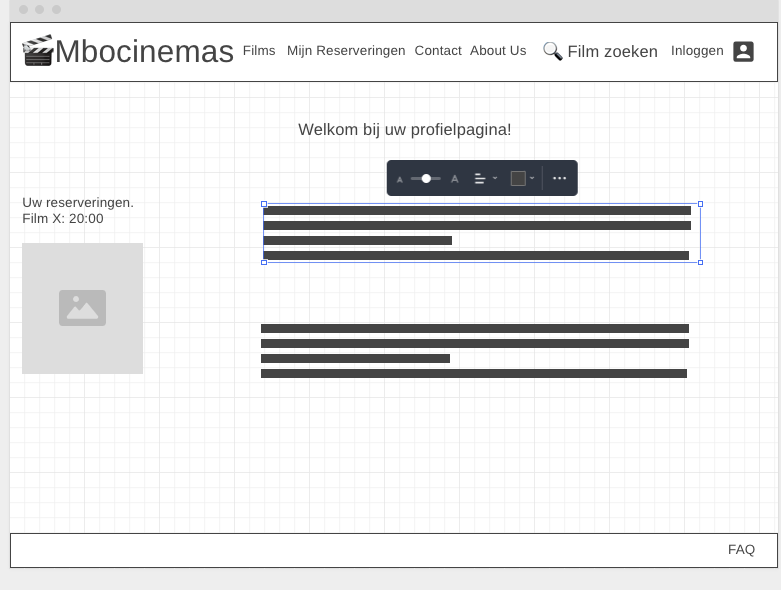 Mbocinemas Films Mijn Reserveringen Contact About Us Film zoeken Inloggen
Welkom bij uw profielpagina!
A A
Uw reserveringen.
Film X: 20:00
FAQ